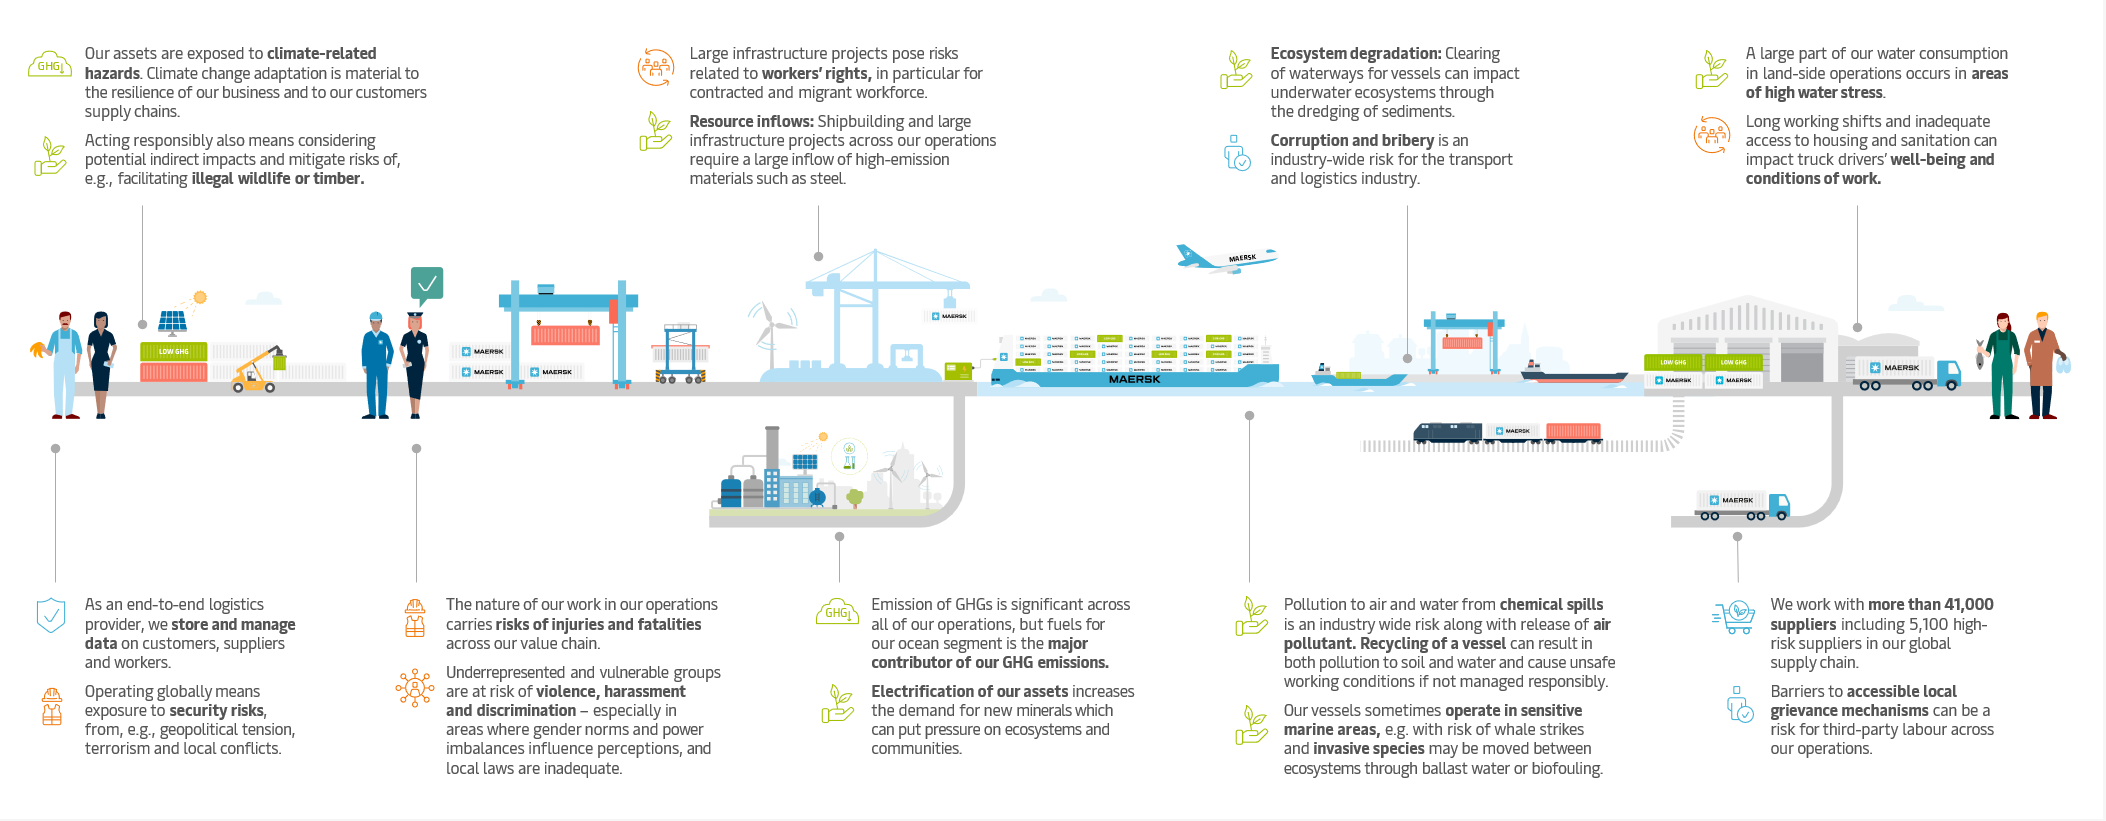 Our assets are exposed to climate-related
hazards. Climate change adaptation is material to
the resilience of our business and to our customers
supply chains.
Acting responsibly also means considering
potential indirect impacts and mitigate risks of,
e.g., facilitating illegal wildlife or timber.
GHG
Large infrastructure projects pose risks
related to workers' rights, in particular for
contracted and migrant workforce.
Resource inflows: Shipbuilding and large
infrastructure projects across our operations
require a large inflow of high-emission
materials such as steel.
Ecosystem degradation: Clearing
of waterways for vessels can impact
underwater ecosystems through
the dredging of sediments.
Corruption and bribery is an
industry-wide risk for the transport
and logistics industry.
A large part of our water consumption
in land-side operations occurs in areas
of high water stress.
Long working shifts and inadequate
access to housing and sanitation can
impact truck drivers' well-being and
conditions of work.
MAERSK
MAERSK
LOW GHG
MAERSK
MAERSK
MAERSK
MAERSK
LOW GHG
LOW GHG
MAERSK
MAERSK
MAERSK
MAERSK
MAERSK
As an end-to-end logistics
provider, we store and manage
data on customers, suppliers
and workers.
Operating globally means
exposure to security risks,
from, e.g., geopolitical tension,
terrorism and local conflicts.
The nature of our work in our operations
carries risks of injuries and fatalities
across our value chain.
Underrepresented and vulnerable groups
are at risk of violence, harassment
and discrimination – especially in
areas where gender norms and power
imbalances influence perceptions, and
local laws are inadequate.
GHG
Emission of GHGs is significant across
all of our operations, but fuels for
our ocean segment is the major
contributor of our GHG emissions.
Electrification of our assets increases
the demand for new minerals which
can put pressure on ecosystems and
communities.
Pollution to air and water from chemical spills
is an industry wide risk along with release of air
pollutant. Recycling of a vessel can result in
both pollution to soil and water and cause unsafe
working conditions if not managed responsibly.
Our vessels sometimes operate in sensitive
marine areas, e.g. with risk of whale strikes
and invasive species may be moved between
ecosystems through ballast water or biofouling.
We work with more than 41,000
suppliers including 5,100 high-
risk suppliers in our global
supply chain.
Barriers to accessible local
grievance mechanisms can be a
risk for third-party labour across
our operations.